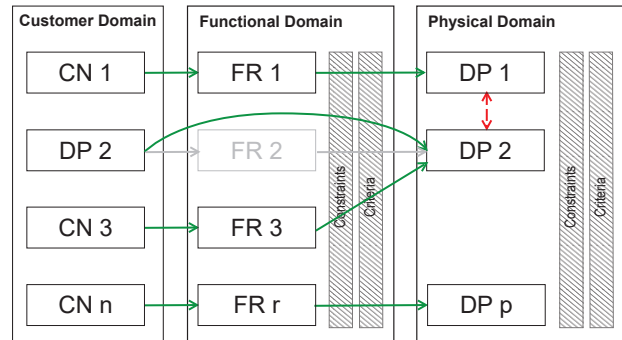 Customer Domain
Functional Domain
Physical Domain
CN 1
FR 1
DP 1
DP 2
FR 2
DP 2
CN 3
FR 3
CN n
FR r
DP p
Constraints
Criteria
Constraints
Criteria